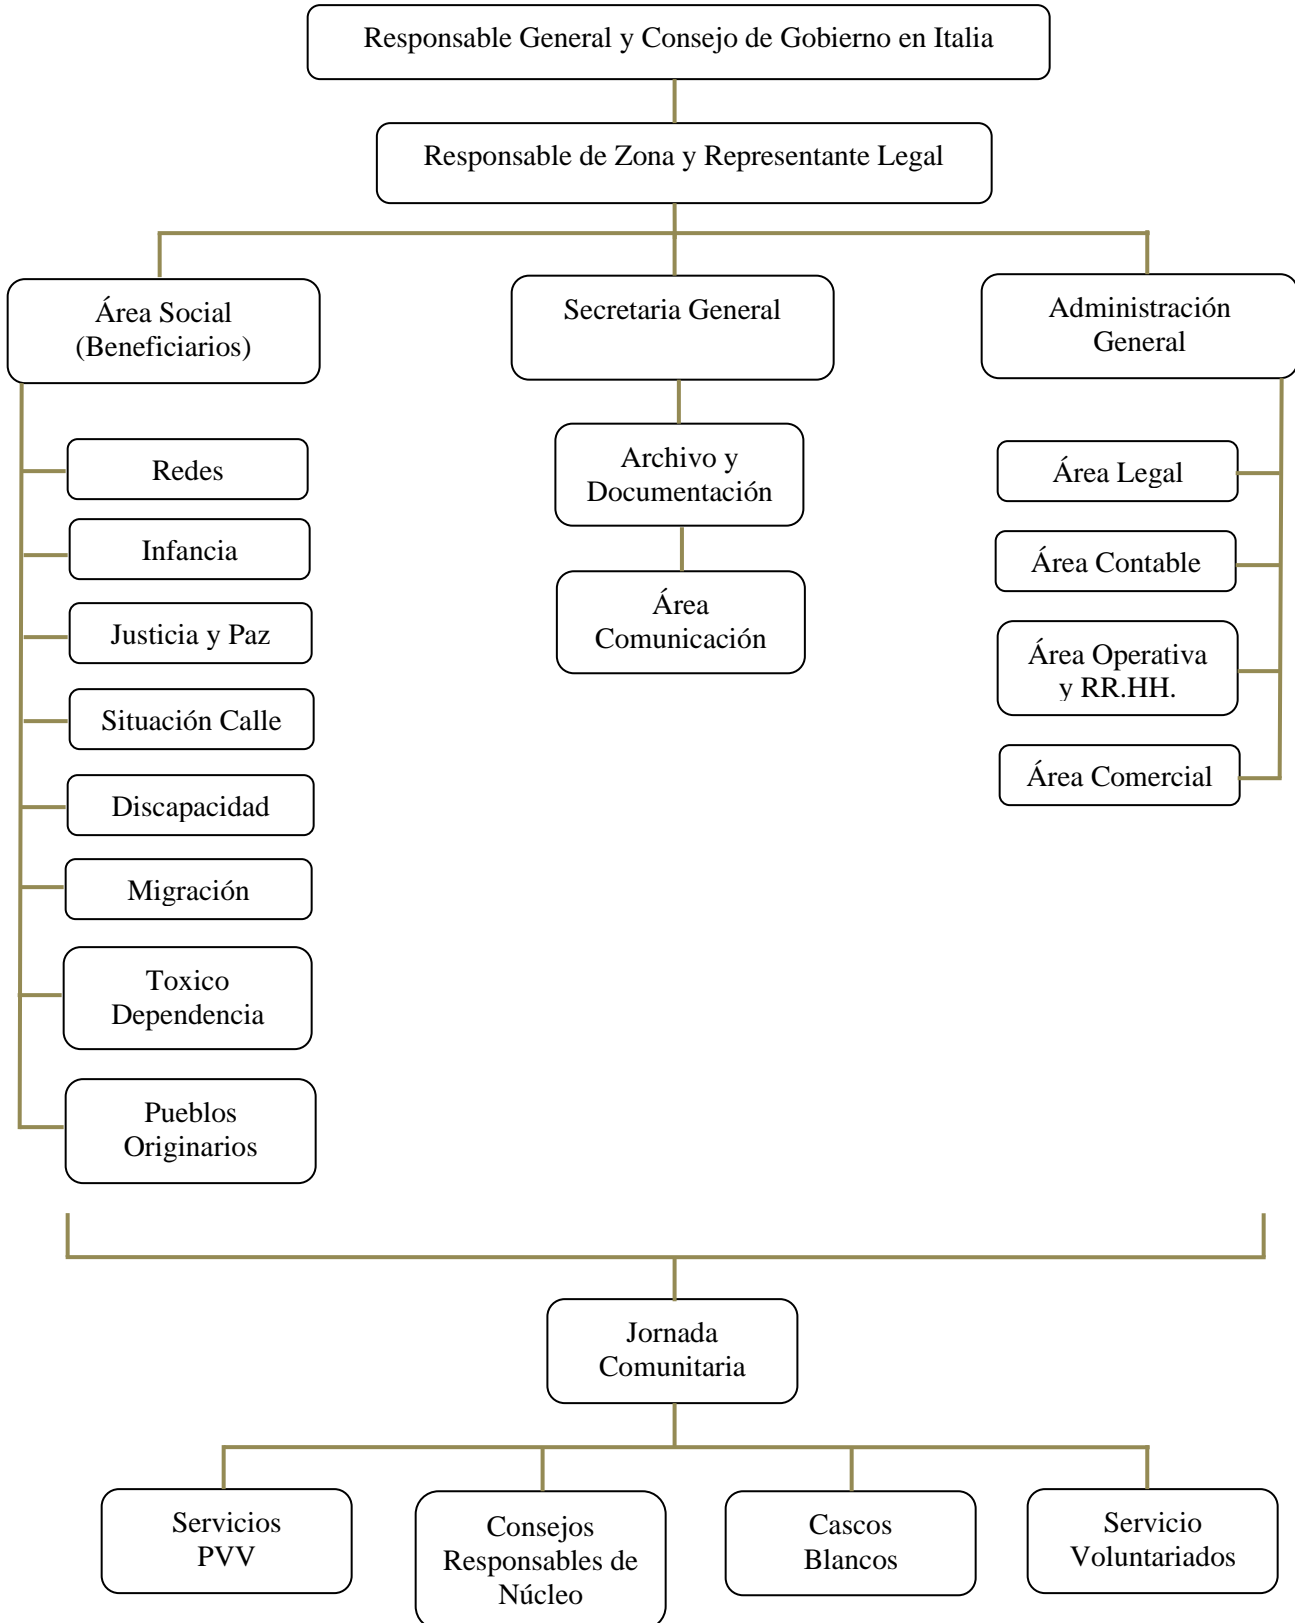 Responsable General y Consejo de Gobierno en Italia
Responsable de Zona y Representante Legal
Área Social
(Beneficiarios)
Secretaria General
Administración
General
Redes
Infancia
Justicia y Paz
Situación Calle
Discapacidad
Migración
Toxico
Dependencia
Pueblos
Originarios
Archivo y
Documentación
Área
Comunicación
Área Legal
Área Contable
Área Operativa
y RR.HH.
Área Comercial
Jornada
Comunitaria
Servicios
PVV
Consejos
Responsables de
Núcleo
Cascos
Blancos
Servicio
Voluntariados